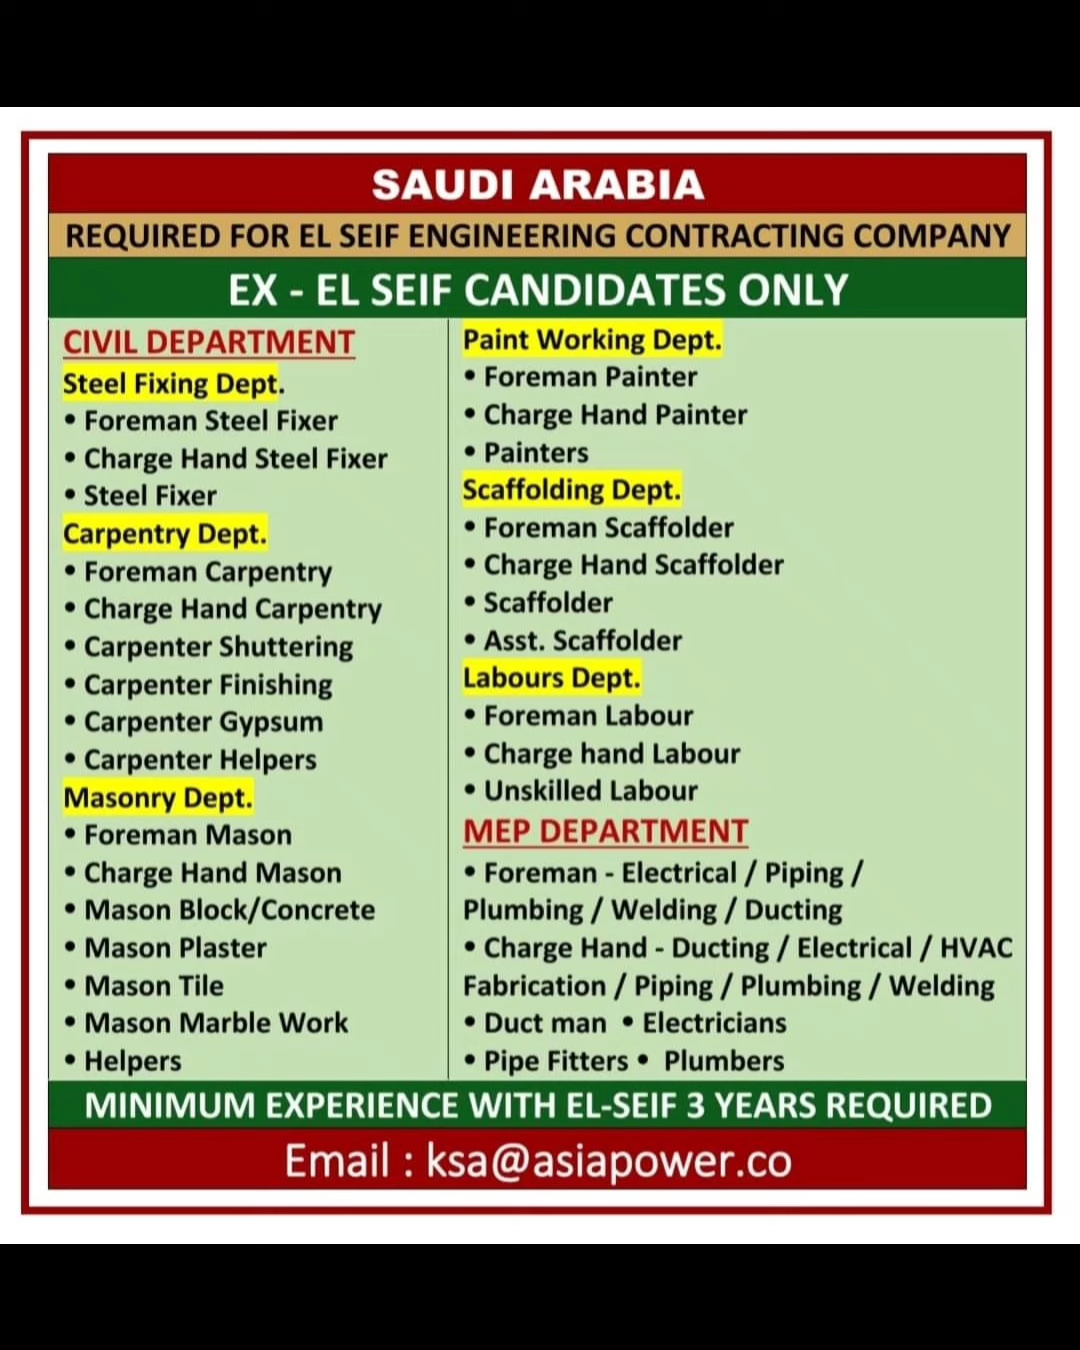 SAUDI ARABIA
REQUIRED FOR EL SEIF ENGINEERING CONTRACTING COMPANY
EX - EL SEIF CANDIDATES ONLY
CIVIL DEPARTMENT
Steel Fixing Dept.
• Foreman Steel Fixer
• Charge Hand Steel Fixer
• Steel Fixer
Carpentry Dept.
• Foreman Carpentry
• Charge Hand Carpentry
• Carpenter Shuttering
• Carpenter Finishing
• Carpenter Gypsum
• Carpenter Helpers
Masonry Dept.
• Foreman Mason
• Charge Hand Mason
• Mason Block/Concrete
• Mason Plaster
• Mason Tile
• Mason Marble Work
• Helpers
Paint Working Dept.
• Foreman Painter
• Charge Hand Painter
• Painters
Scaffolding Dept.
• Foreman Scaffolder
• Charge Hand Scaffolder
• Scaffolder
• Asst. Scaffolder
Labours Dept.
• Foreman Labour
• Charge hand Labour
• Unskilled Labour
MEP DEPARTMENT
• Foreman - Electrical / Piping /
Plumbing / Welding / Ducting
• Charge Hand - Ducting / Electrical / HVAC
Fabrication / Piping / Plumbing / Welding
• Duct man • Electricians
• Pipe Fitters • Plumbers
MINIMUM EXPERIENCE WITH EL-SEIF 3 YEARS REQUIRED
Email : ksa@asiapower.co